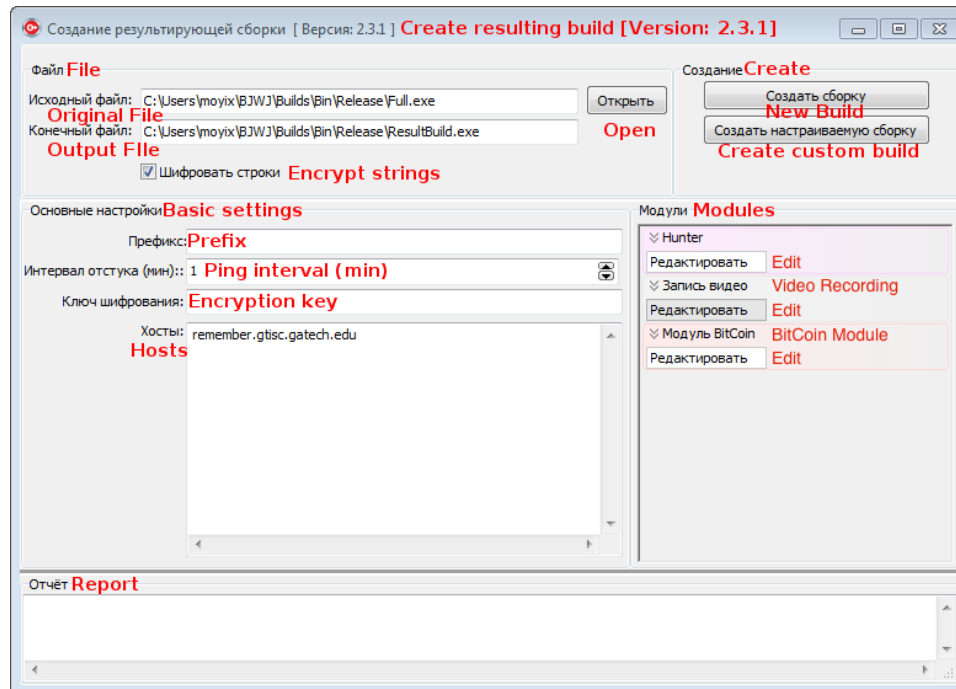 Создание результирующей сборки [ Версия: 2.3.1 ] Create resulting build [Version: 2.3.1]
Файл File
Исходный файл: C:\Users\moyix\BJWJ\Builds\Bin\Release\Full.exe Открыть
Original File
Open
Конечный файл: C:\Users\moyix\BJWJ\Builds\Bin\Release\ResultBuild.exe
Output FIle
Шифровать строки Encrypt strings
Создание Create
Создать сборку
New Build
Создать настраиваемую сборку
Create custom build
Основные настройки Basic settings
Префикс: Prefix
Интервал отстука (мин):: 1 Ping interval (min)
Ключ шифрования: Encryption key
Хосты: remember.gtisc.gatech.edu
Hosts
Модули Modules
Hunter
Редактировать Edit
Запись видео Video Recording
Редактировать Edit
Модуль BitCoin BitCoin Module
Редактировать Edit
Отчёт Report